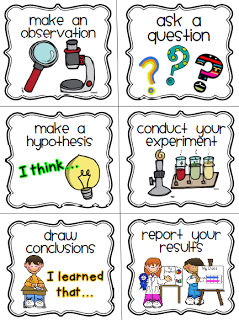 make an
observation
ask a
question
make a
hypothesis
I think...
conduct your
experiment
draw
conclusions
I learned
that...
report your
results